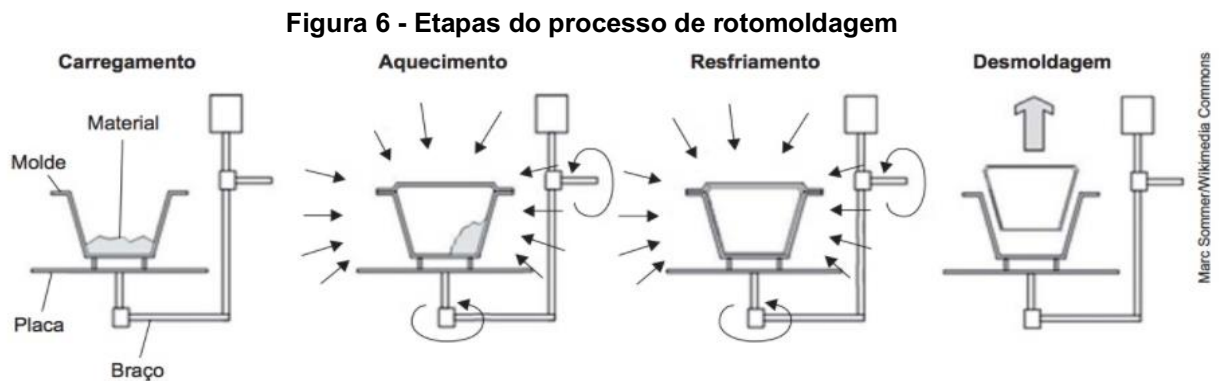 Figura 6 - Etapas do processo de rotomoldagem
Carregamento
Aquecimento
Resfriamento
Desmoldagem
Material
Molde
Placa
Braço
Marc Sommer/Wikimedia Commons